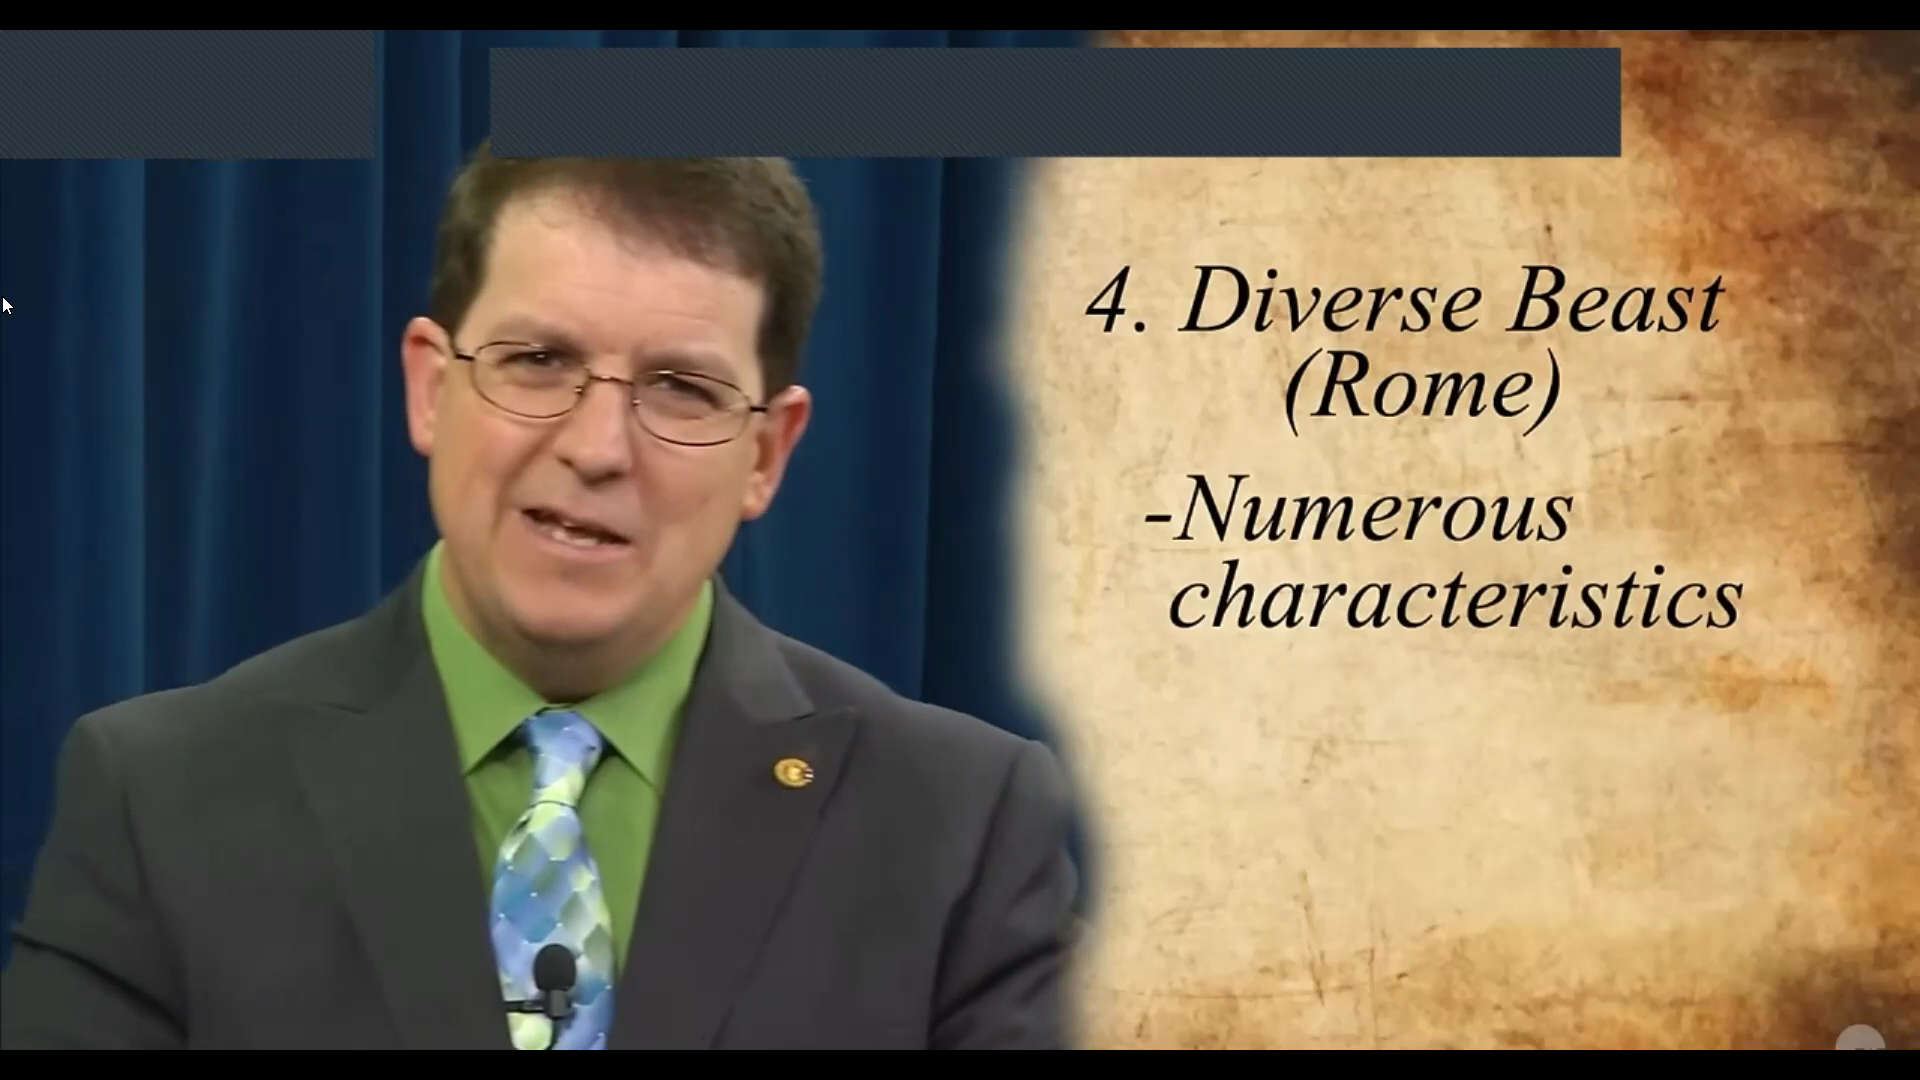 4. Diverse Beast
(Rome)
-Numerous
characteristics